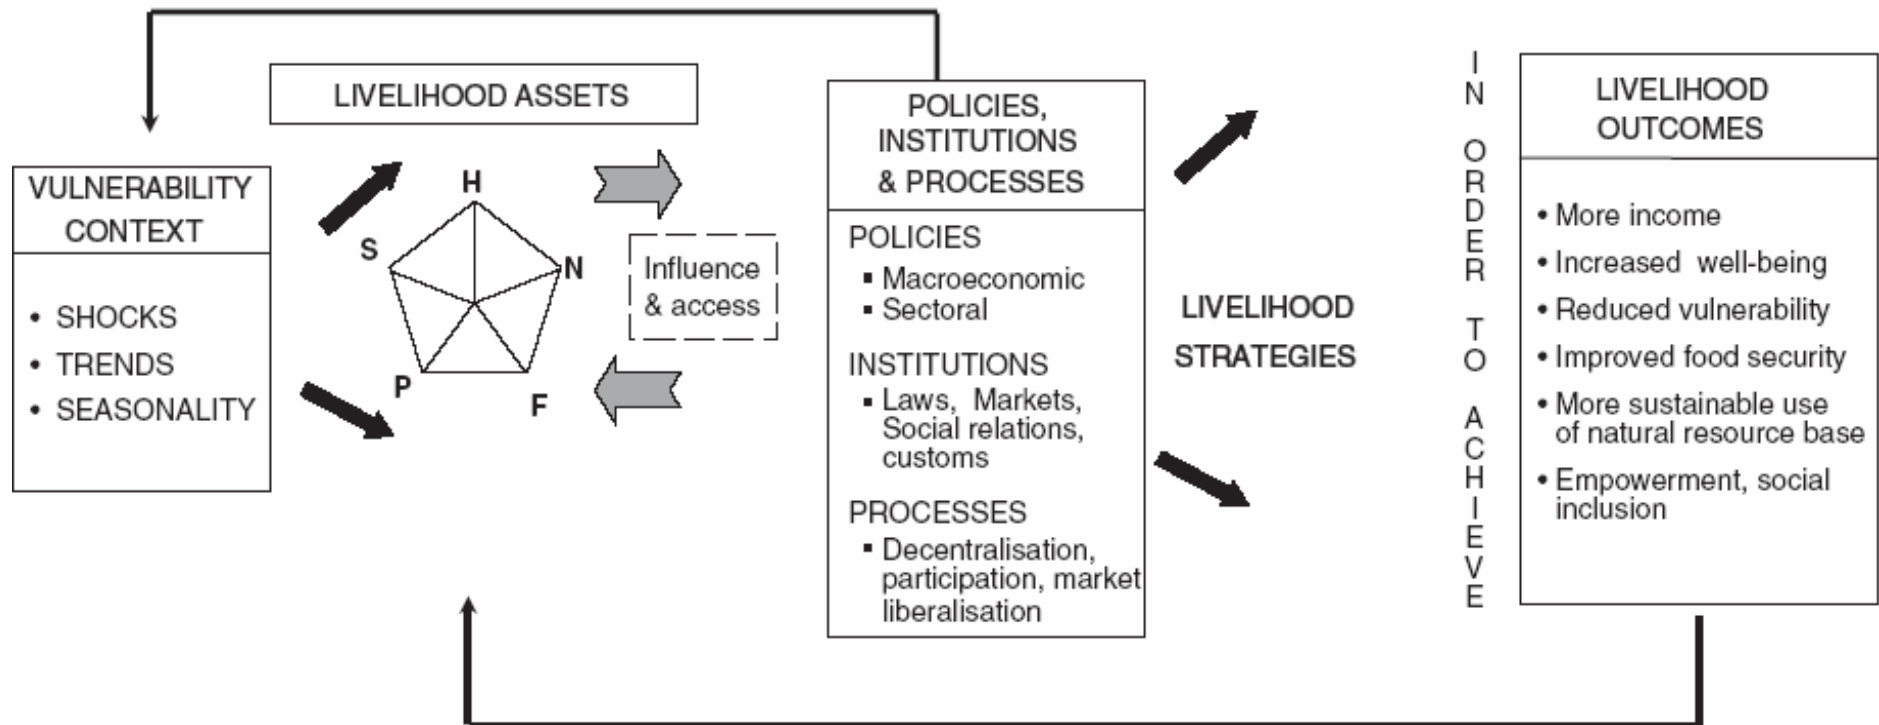 LIVELIHOOD ASSETS
VULNERABILITY
CONTEXT
• SHOCKS
• TRENDS
• SEASONALITY
H
S
N
P
F
Influence
& access
POLICIES,
INSTITUTIONS
& PROCESSES
POLICIES
▪ Macroeconomic
▪ Sectoral
INSTITUTIONS
▪ Laws, Markets,
Social relations,
customs
PROCESSES
▪ Decentralisation,
participation, market
liberalisation
LIVELIHOOD
STRATEGIES
IN ORDER TO ACHIEVE
LIVELIHOOD
OUTCOMES
• More income
• Increased well-being
• Reduced vulnerability
• Improved food security
• More sustainable use
of natural resource base
• Empowerment, social
inclusion